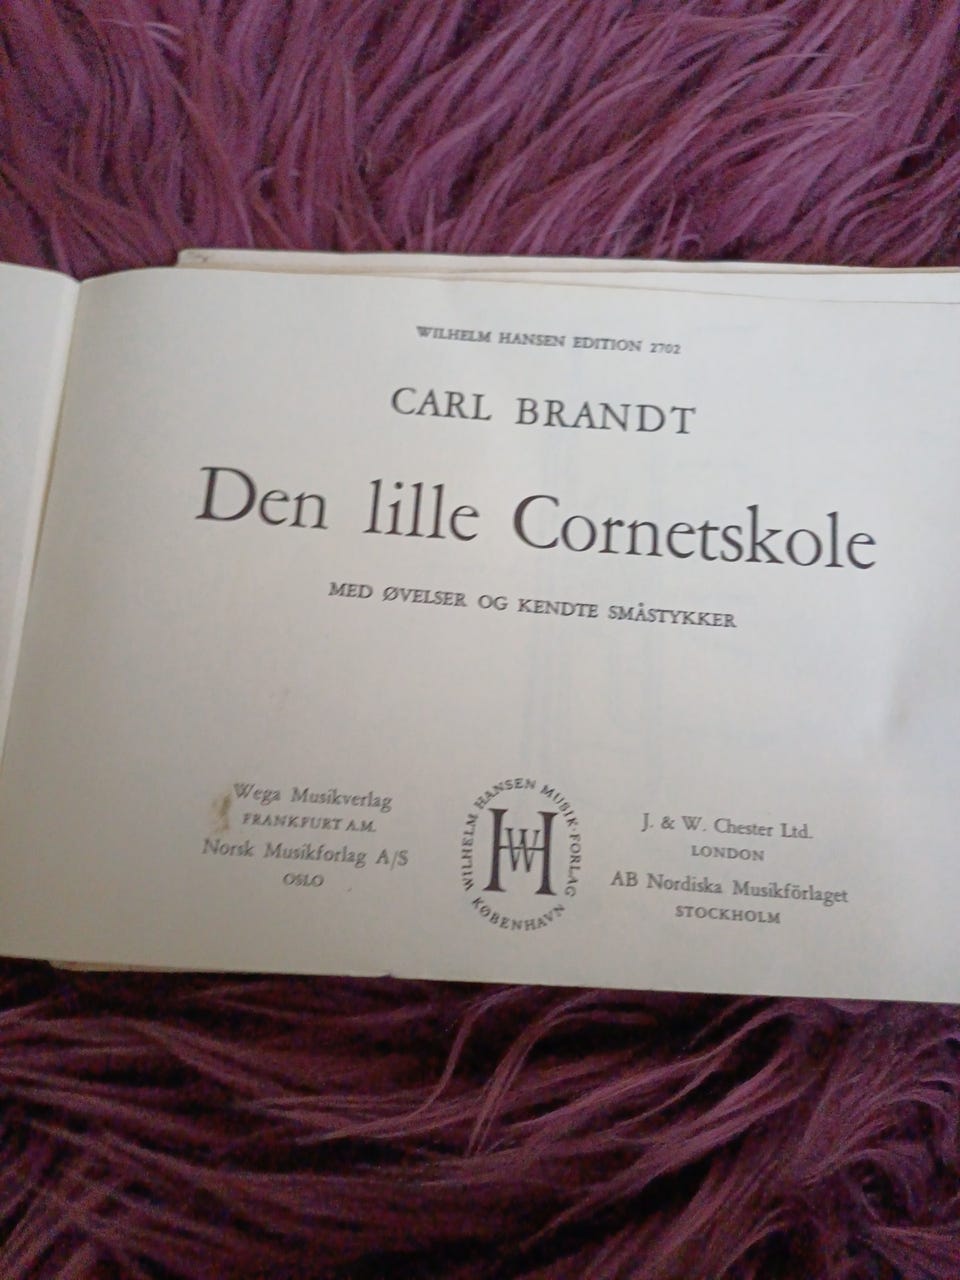 WILHELM HANSEN EDITION 2702
CARL BRANDT
Den lille Cornetskole
MED ØVELSER OG KENDTE SMÅSTYKKER
Wega Musikverlag
FRANKFURT A.M.
Norsk Musikforlag A/S
OSLO
WILHELM HANSEN MUSIK-FORLAG
WH
KØBENHAVN
J. & W. Chester Ltd.
LONDON
AB Nordiska Musikförlaget
STOCKHOLM